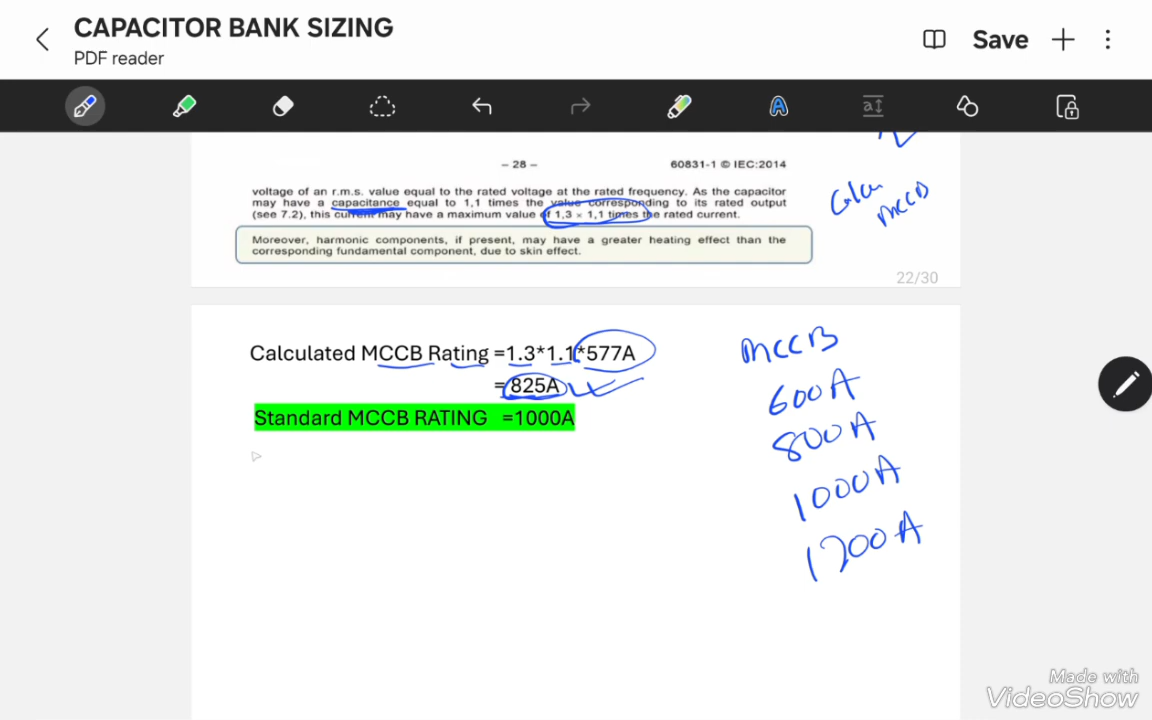 CAPACITOR BANK SIZING
PDF reader
Save
– 28 –
60831-1 © IEC:2014
voltage of an r.m.s. value equal to the rated voltage at the rated frequency. As the capacitor
may have a capacitance equal to 1,1 times the value corresponding to its rated output
(see 7.2), this current may have a maximum value of 1,3 × 1,1 times the rated current.
MCCB
Moreover, harmonic components, if present, may have a greater heating effect than the
corresponding fundamental component, due to skin effect.
22/30
Calculated MCCB Rating =1.3*1.1*577A
=825A
Standard MCCB RATING =1000A
MCCB
600A
800A
1000A
1200A
Made with
VideoShow